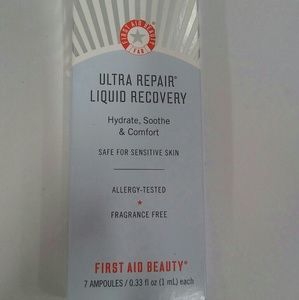 FIRST AID BEAUTY
FAB
ULTRA REPAIR®
LIQUID RECOVERY
Hydrate, Soothe
& Comfort
SAFE FOR SENSITIVE SKIN
ALLERGY-TESTED
FRAGRANCE FREE
FIRST AID BEAUTY®
7 AMPOULES / 0.33 fl oz (1 mL) each